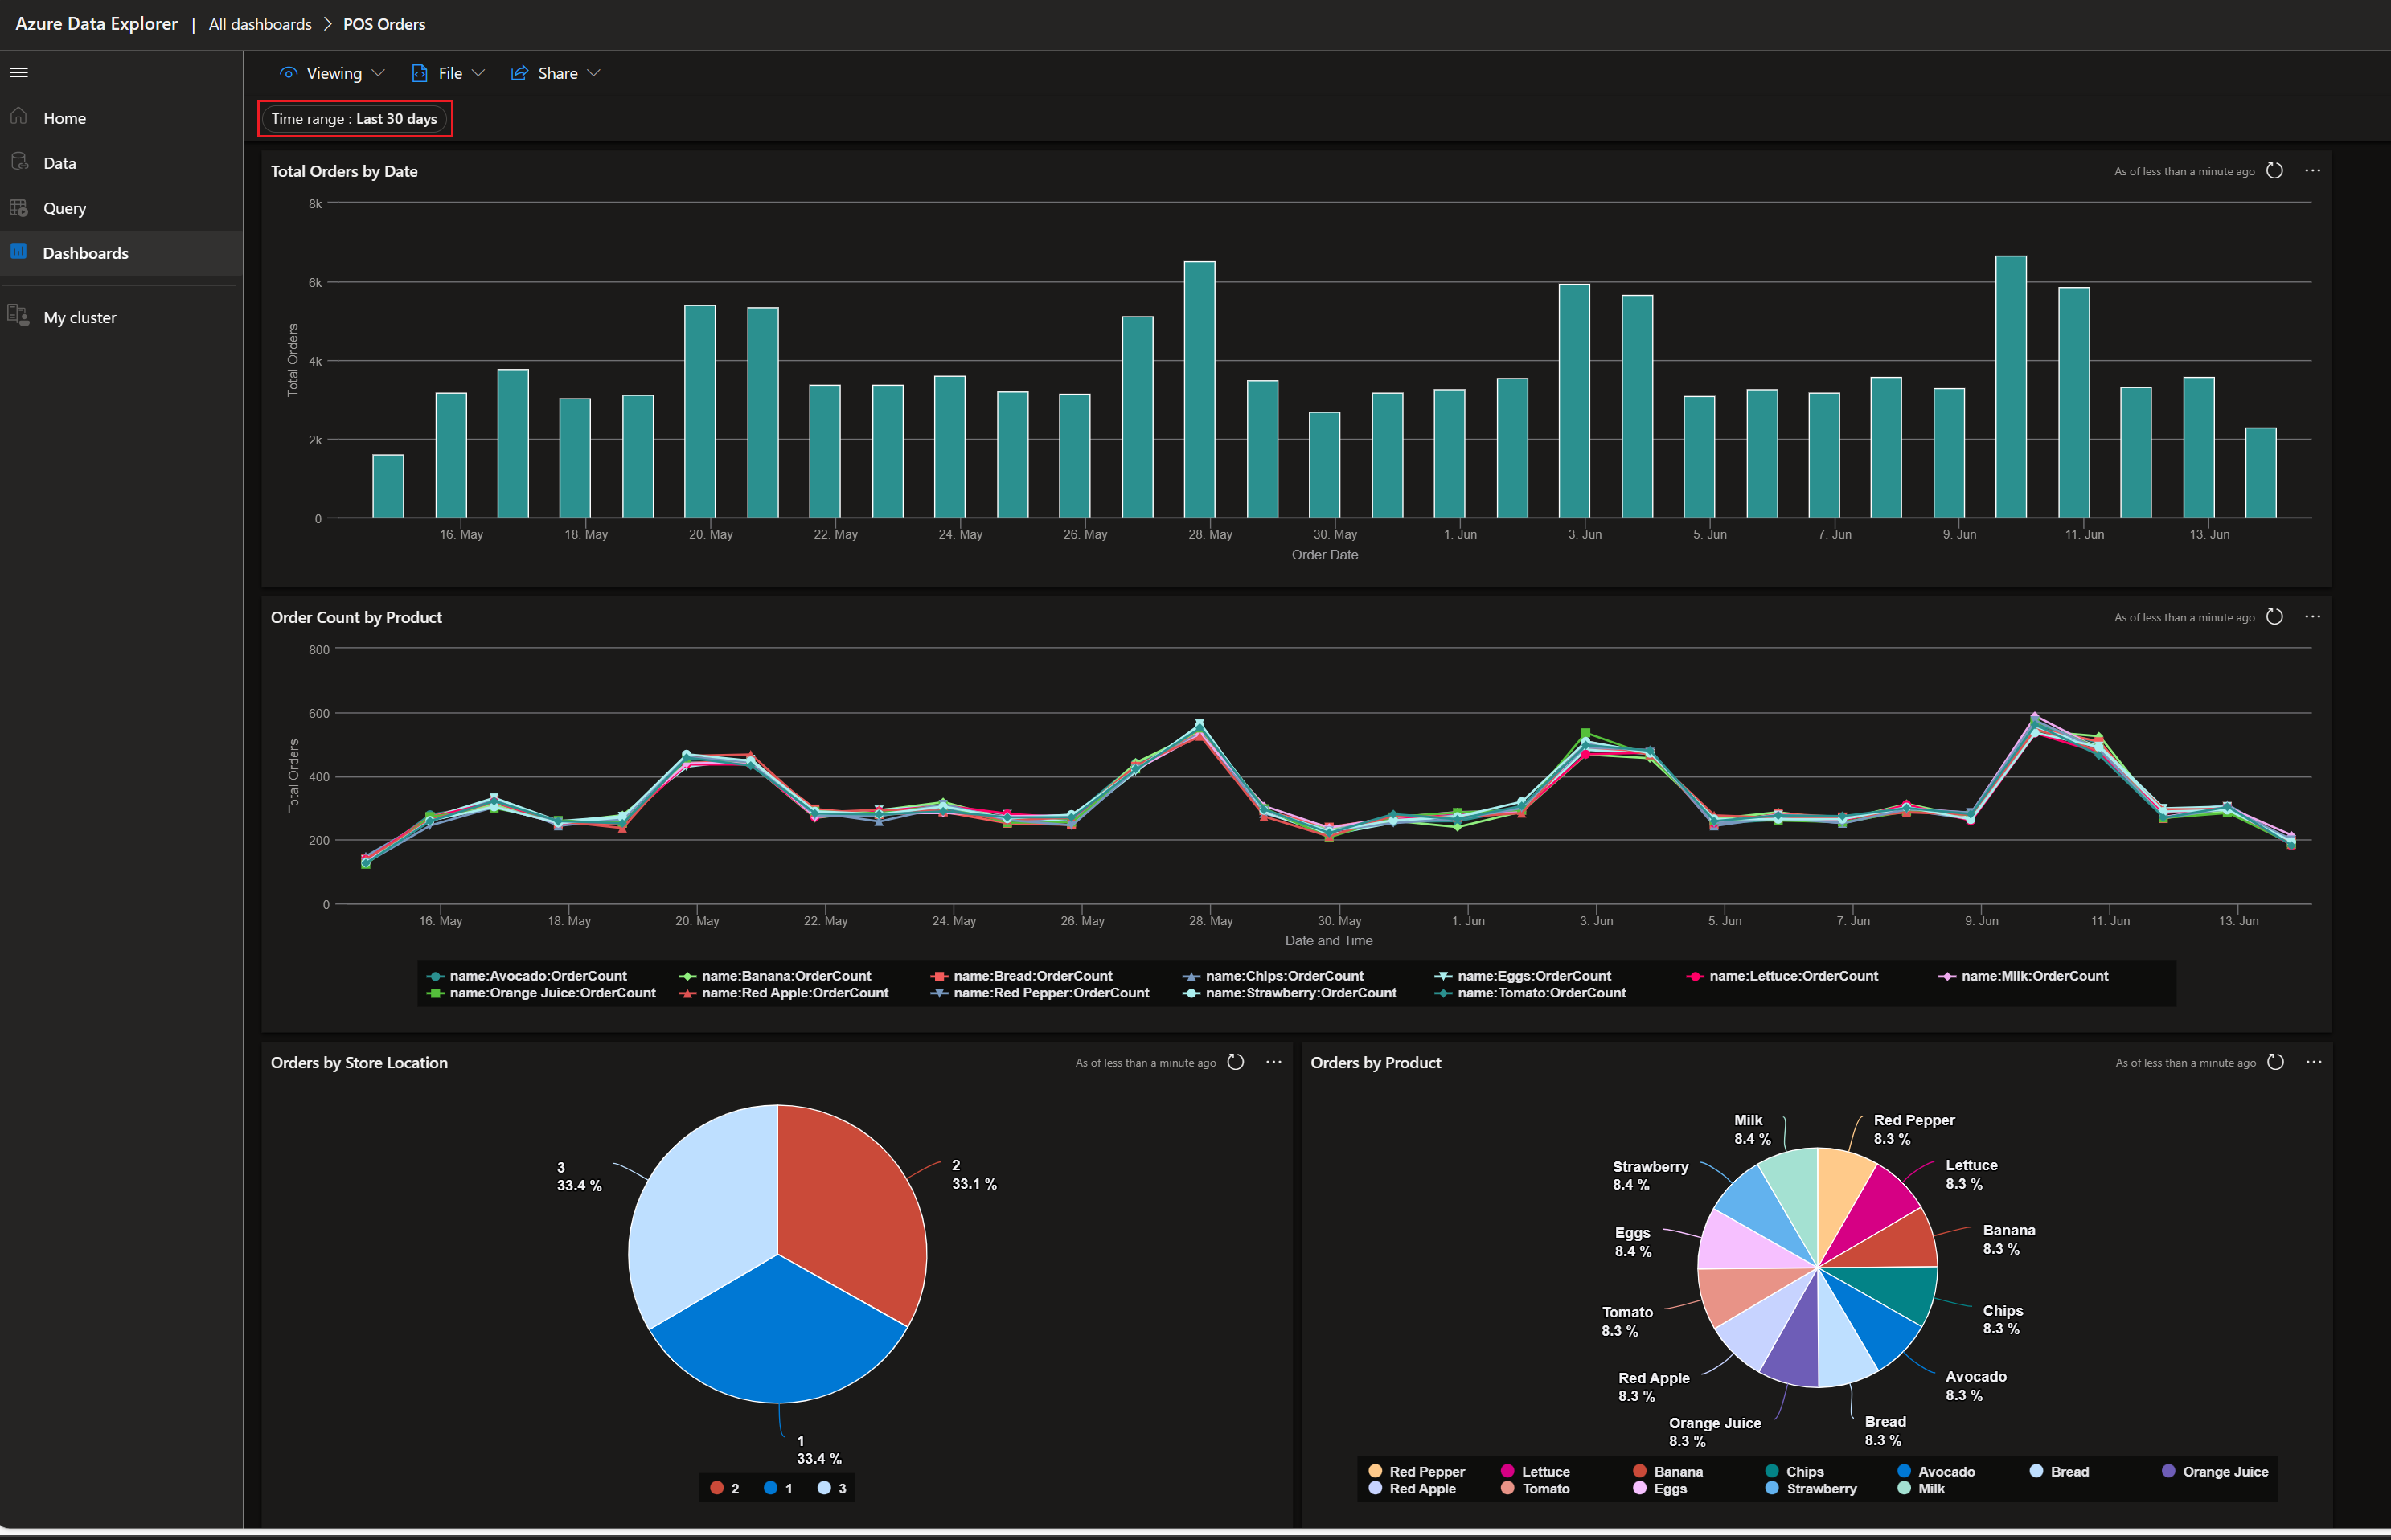 Azure Data Explorer | All dashboards > POS Orders
Viewing File Share
Time range : Last 30 days
Home
Data
Query
Dashboards
My cluster
Total Orders by Date
As of less than a minute ago
8k
6k
4k
2k
0
Total Orders
16. May 18. May 20. May 22. May 24. May 26. May 28. May 30. May 1. Jun 3. Jun 5. Jun 7. Jun 9. Jun 11. Jun 13. Jun
Order Date
Order Count by Product
As of less than a minute ago
800
600
400
200
0
Total Orders
16. May 18. May 20. May 22. May 24. May 26. May 28. May 30. May 1. Jun 3. Jun 5. Jun 7. Jun 9. Jun 11. Jun 13. Jun
Date and Time
name:Avocado:OrderCount name:Banana:OrderCount name:Bread:OrderCount name:Chips:OrderCount name:Eggs:OrderCount name:Lettuce:OrderCount name:Milk:OrderCount
name:Orange Juice:OrderCount name:Red Apple:OrderCount name:Red Pepper:OrderCount name:Strawberry:OrderCount name:Tomato:OrderCount
Orders by Store Location
As of less than a minute ago
3
33.4 %
2
33.1 %
1
33.4 %
2 1 3
Orders by Product
As of less than a minute ago
Milk
8.4 %
Red Pepper
8.3 %
Strawberry
8.4 %
Lettuce
8.3 %
Eggs
8.4 %
Banana
8.3 %
Tomato
8.3 %
Chips
8.3 %
Red Apple
8.3 %
Avocado
8.3 %
Orange Juice
8.3 %
Bread
8.3 %
Red Pepper Lettuce Banana Chips Avocado Bread Orange Juice
Red Apple Tomato Eggs Strawberry Milk